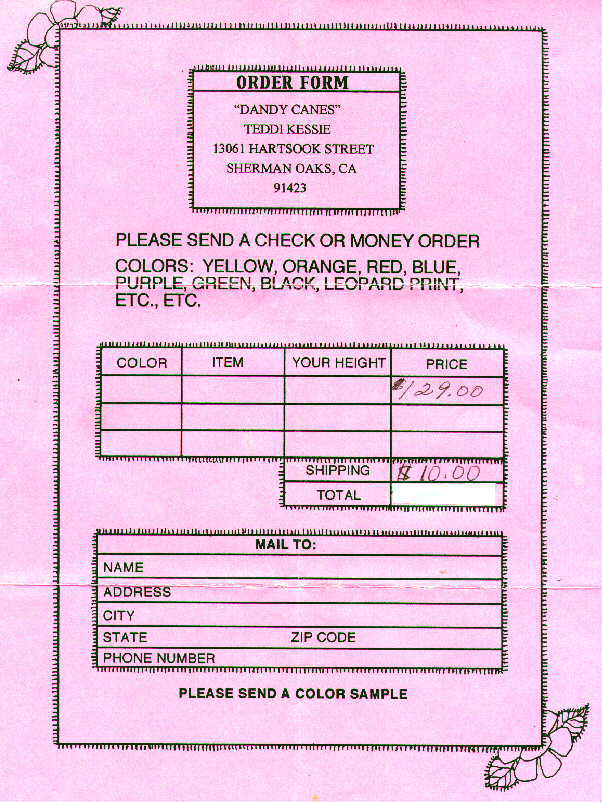 ORDER FORM
"DANDY CANES"
TEDDI KESSIE
13061 HARTSOOK STREET
SHERMAN OAKS, CA
91423
PLEASE SEND A CHECK OR MONEY ORDER
COLORS: YELLOW, ORANGE, RED, BLUE,
PURPLE, GREEN, BLACK, LEOPARD PRINT,
ETC., ETC.
COLOR ITEM YOUR HEIGHT PRICE
$129.00
SHIPPING $10.00
TOTAL
MAIL TO:
NAME
ADDRESS
CITY
STATE ZIP CODE
PHONE NUMBER
PLEASE SEND A COLOR SAMPLE